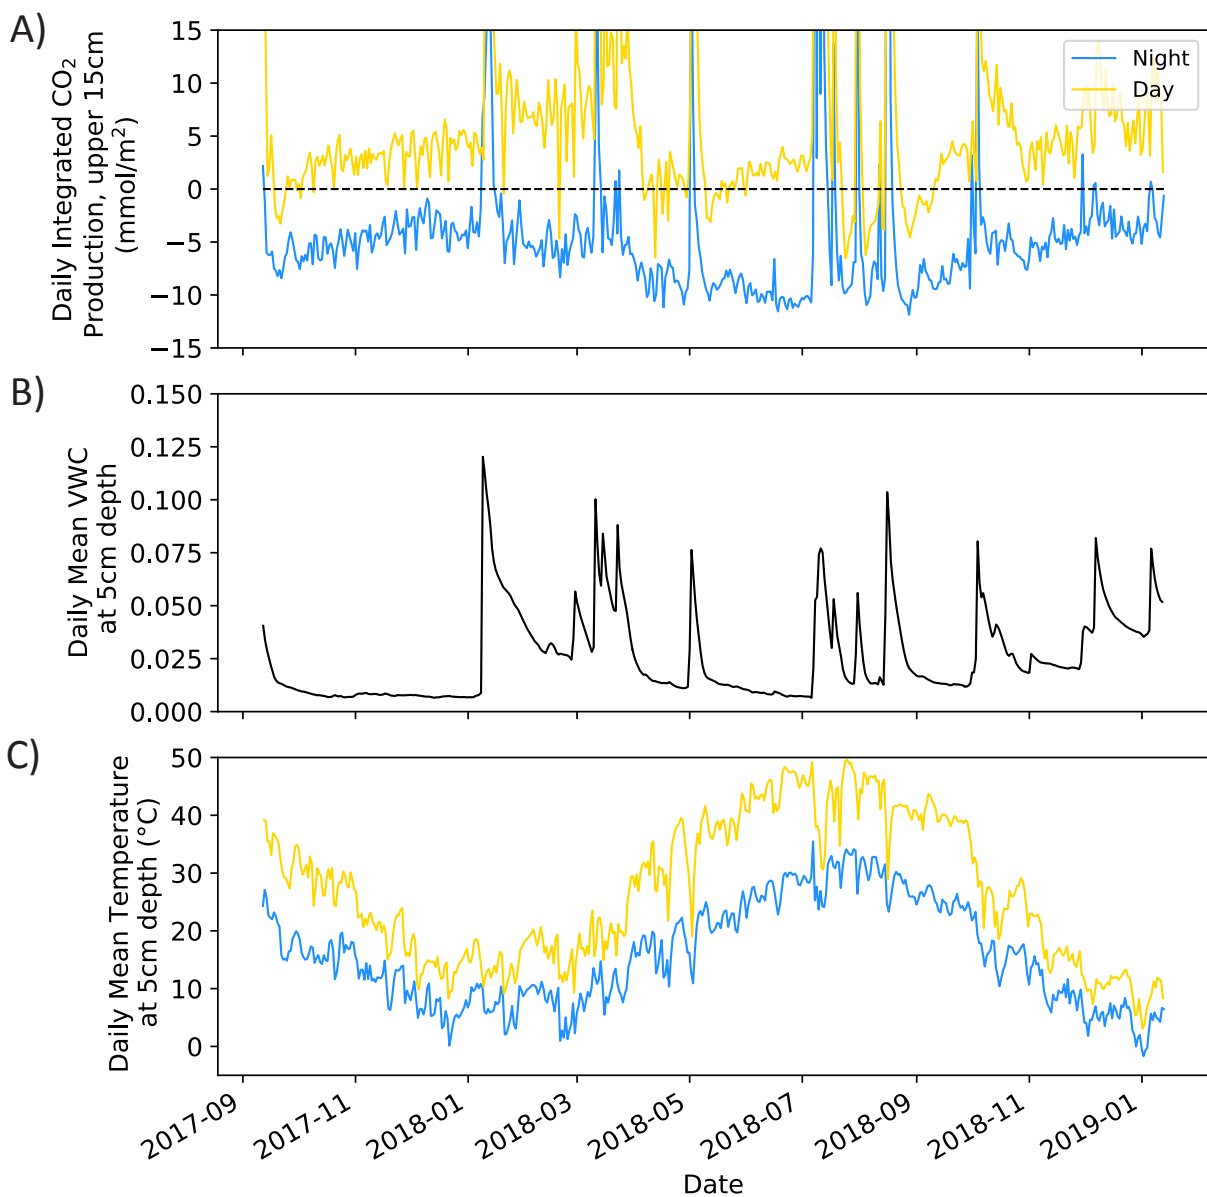 A)
Daily Integrated CO2
Production, upper 15cm
(mmol/m2)
15
10
5
0
−5
−10
−15
Night
Day
B)
Daily Mean VWC
at 5cm depth
0.150
0.125
0.100
0.075
0.050
0.025
0.000
C)
Daily Mean Temperature
at 5cm depth (°C)
50
40
30
20
10
0
2017-09
2017-11
2018-01
2018-03
2018-05
2018-07
2018-09
2018-11
2019-01
Date